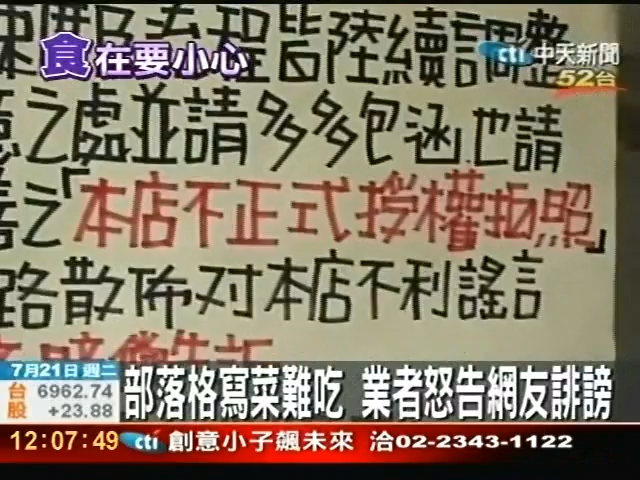 食在要小心
cti 中天新聞
52台
程皆陸續調整
之處並請多多包涵也請
之「本店不正式授權拍照」
路散佈对本店不利謠言
7月21日 週二
台股 6962.74 +23.88
部落格寫菜難吃 業者怒告網友誹謗
12:07:49 cti 創意小子飆未來 洽02-2343-1122